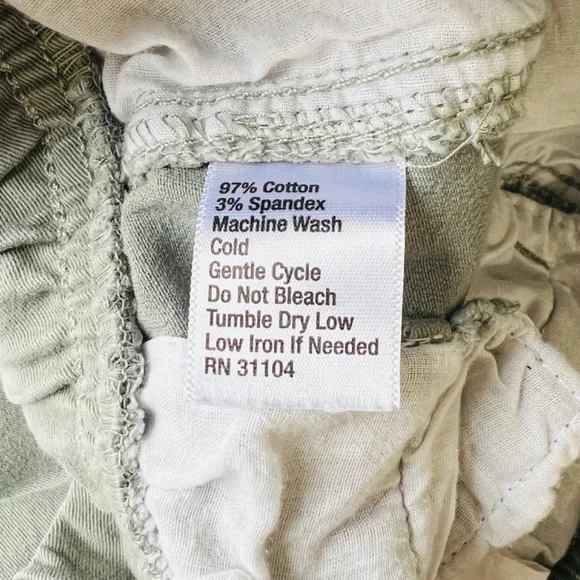 97% Cotton
3% Spandex
Machine Wash
Cold
Gentle Cycle
Do Not Bleach
Tumble Dry Low
Low Iron If Needed
RN 31104